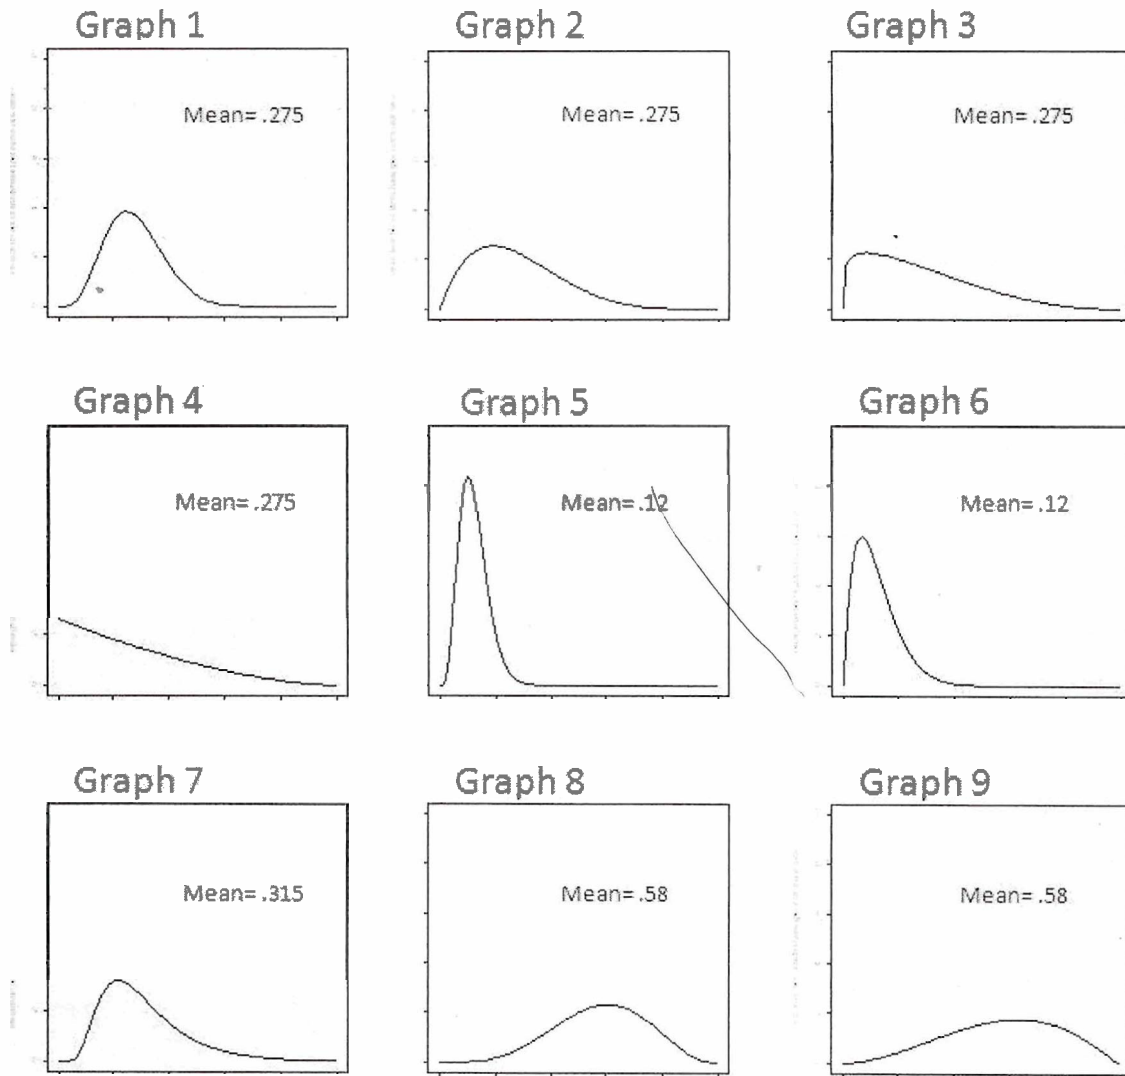 Graph 1
Graph 2
Graph 3
Mean= .275
Mean= .275
Mean= .275
Graph 4
Graph 5
Graph 6
Mean= .275
Mean= .12
Mean= .12
Graph 7
Graph 8
Graph 9
Mean= .315
Mean= .58
Mean= .58